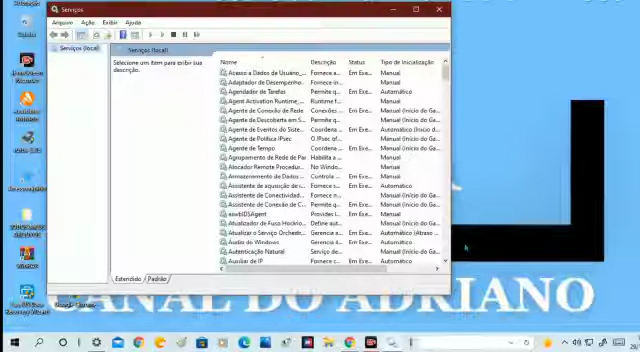 Serviços
Arquivo Ação Exibir Ajuda
Serviços (local)
Serviços (local)
Selecione um item para exibir sua
descrição.
Nome Descrição Status Tipo de Inicialização
Acesso a Dados de Usuário_... Fornece a... Em Exe... Manual
Adaptador de Desempenho... Fornece in... Manual
Agendador de Tarefas Permite q... Em Exe... Automático
Agent Activation Runtime_... Runtime f... Manual
Agente de Conexão de Rede Conexões ... Em Exe... Manual (Início do Ga...
Agente de Descoberta em S... Em Exe... Manual (Início do Ga...
Agente de Eventos do Siste... Coordena ... Em Exe... Automático (Início d...
Agente de Política IPsec O IPsec of... Manual (Início do Ga...
Agente de Tempo Coordena ... Em Exe... Manual (Início do Ga...
Agrupamento de Rede de Par Habilita a ... Manual
Alocador Remote Procedur... No Windo... Manual
Armazenamento de Dados ... Controla ... Em Exe... Manual
Assistente de aquisição de i... Fornece s... Em Exe... Automático
Assistente de Conectividad... Fornece n... Manual (Início do Ga...
Assistente de Conexão de C... Permite q... Em Exe... Manual (Início do Ga...
aswbIDSAgent Provides I... Em Exe... Manual
Atualizador de Fuso Horário... Define aut... Manual (Início do Ga...
Atualizar o Serviço Orchestr... Gerencia a... Em Exe... Automático (Atraso ...
Áudio do Windows Gerencia á... Em Exe... Automático
Autenticação Natural Serviço de... Manual (Início do Ga...
Auxiliar de IP Fornece c... Em Exe... Automático
Estendido Padrão
CANAL DO ADRIANO